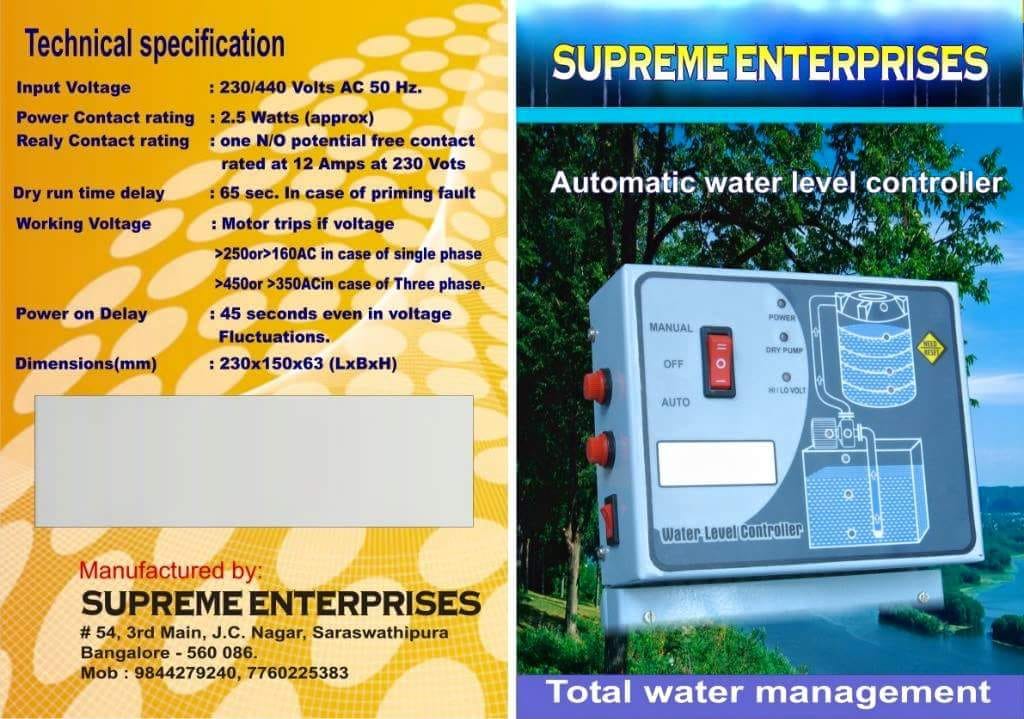 Technical specification
Input Voltage : 230/440 Volts AC 50 Hz.
Power Contact rating : 2.5 Watts (approx)
Realy Contact rating : one N/O potential free contact
rated at 12 Amps at 230 Vots
Dry run time delay : 65 sec. In case of priming fault
Working Voltage : Motor trips if voltage
>250or>160AC in case of single phase
>450or >350ACin case of Three phase.
Power on Delay : 45 seconds even in voltage
Fluctuations.
Dimensions(mm) : 230x150x63 (LxBxH)
Manufactured by:
SUPREME ENTERPRISES
# 54, 3rd Main, J.C. Nagar, Saraswathipura
Bangalore - 560 086.
Mob : 9844279240, 7760225383
SUPREME ENTERPRISES
Automatic water level controller
MANUAL
OFF
AUTO
POWER
DRY PUMP
HI / LO VOLT
NEED
RESET
Water Level Controller
Total water management